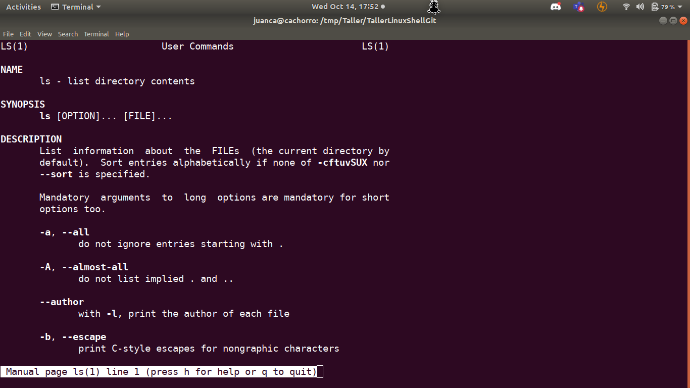 Activities Terminal Wed Oct 14, 17:52 79 %
juanca@cachorro: /tmp/Taller/TallerLinuxShellGit
File Edit View Search Terminal Help
LS(1) User Commands LS(1)
NAME
ls - list directory contents
SYNOPSIS
ls [OPTION]... [FILE]...
DESCRIPTION
List information about the FILEs (the current directory by
default). Sort entries alphabetically if none of -cftuvSUX nor
--sort is specified.
Mandatory arguments to long options are mandatory for short
options too.
-a, --all
do not ignore entries starting with .
-A, --almost-all
do not list implied . and ..
--author
with -l, print the author of each file
-b, --escape
print C-style escapes for nongraphic characters
Manual page ls(1) line 1 (press h for help or q to quit)